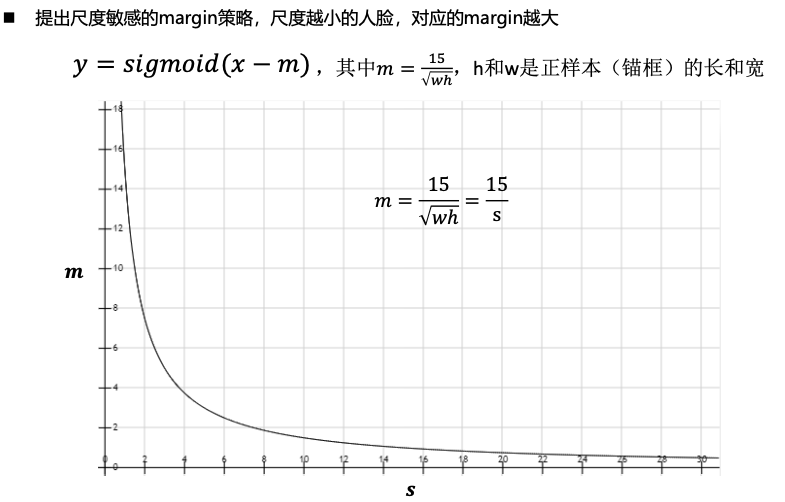 ■ 提出尺度敏感的margin策略，尺度越小的人脸，对应的margin越大
y = sigmoid(x − m)，其中m = 15/√wh，h和w是正样本（锚框）的长和宽
18
16
m = 15/√wh = 15/s
14
12
m
10
8
6
4
2
0
0 2 4 6 8 10 12 14 16 18 20 22 24 26 28 30
s